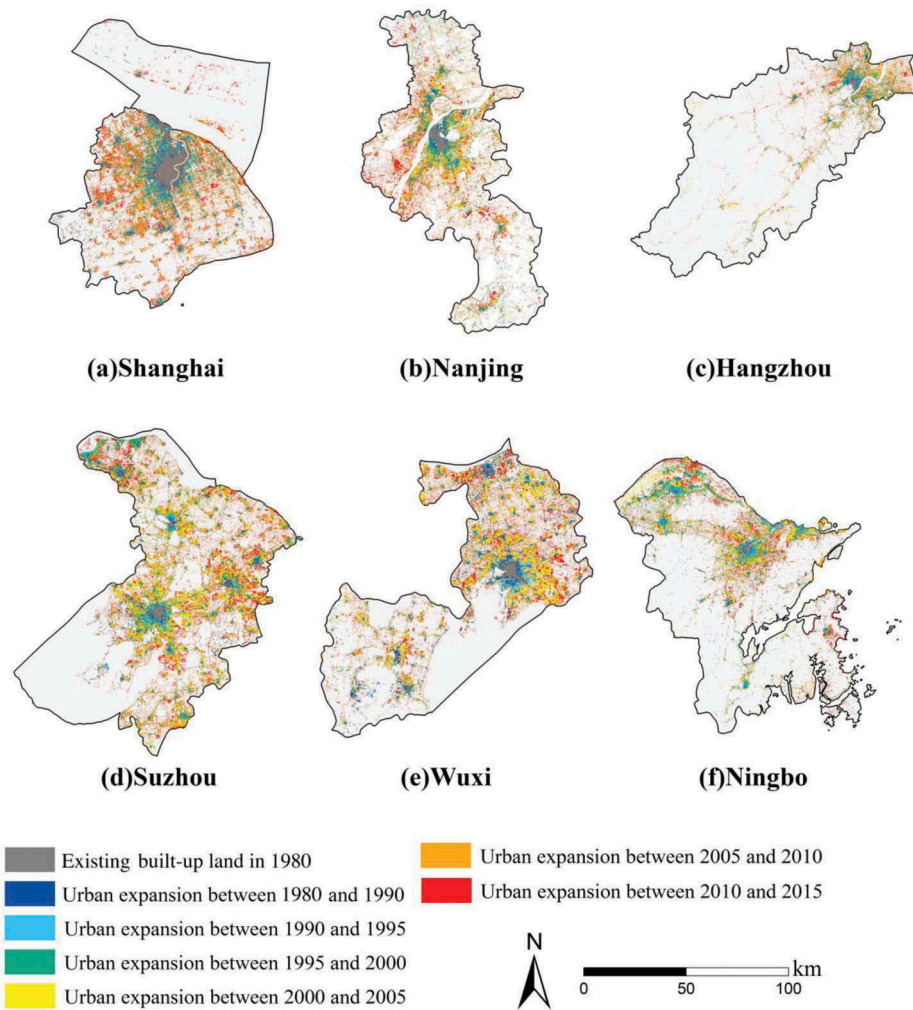 (a)Shanghai
(b)Nanjing
(c)Hangzhou
(d)Suzhou
(e)Wuxi
(f)Ningbo
Existing built-up land in 1980
Urban expansion between 1980 and 1990
Urban expansion between 1990 and 1995
Urban expansion between 1995 and 2000
Urban expansion between 2000 and 2005
Urban expansion between 2005 and 2010
Urban expansion between 2010 and 2015
N
km
0 50 100